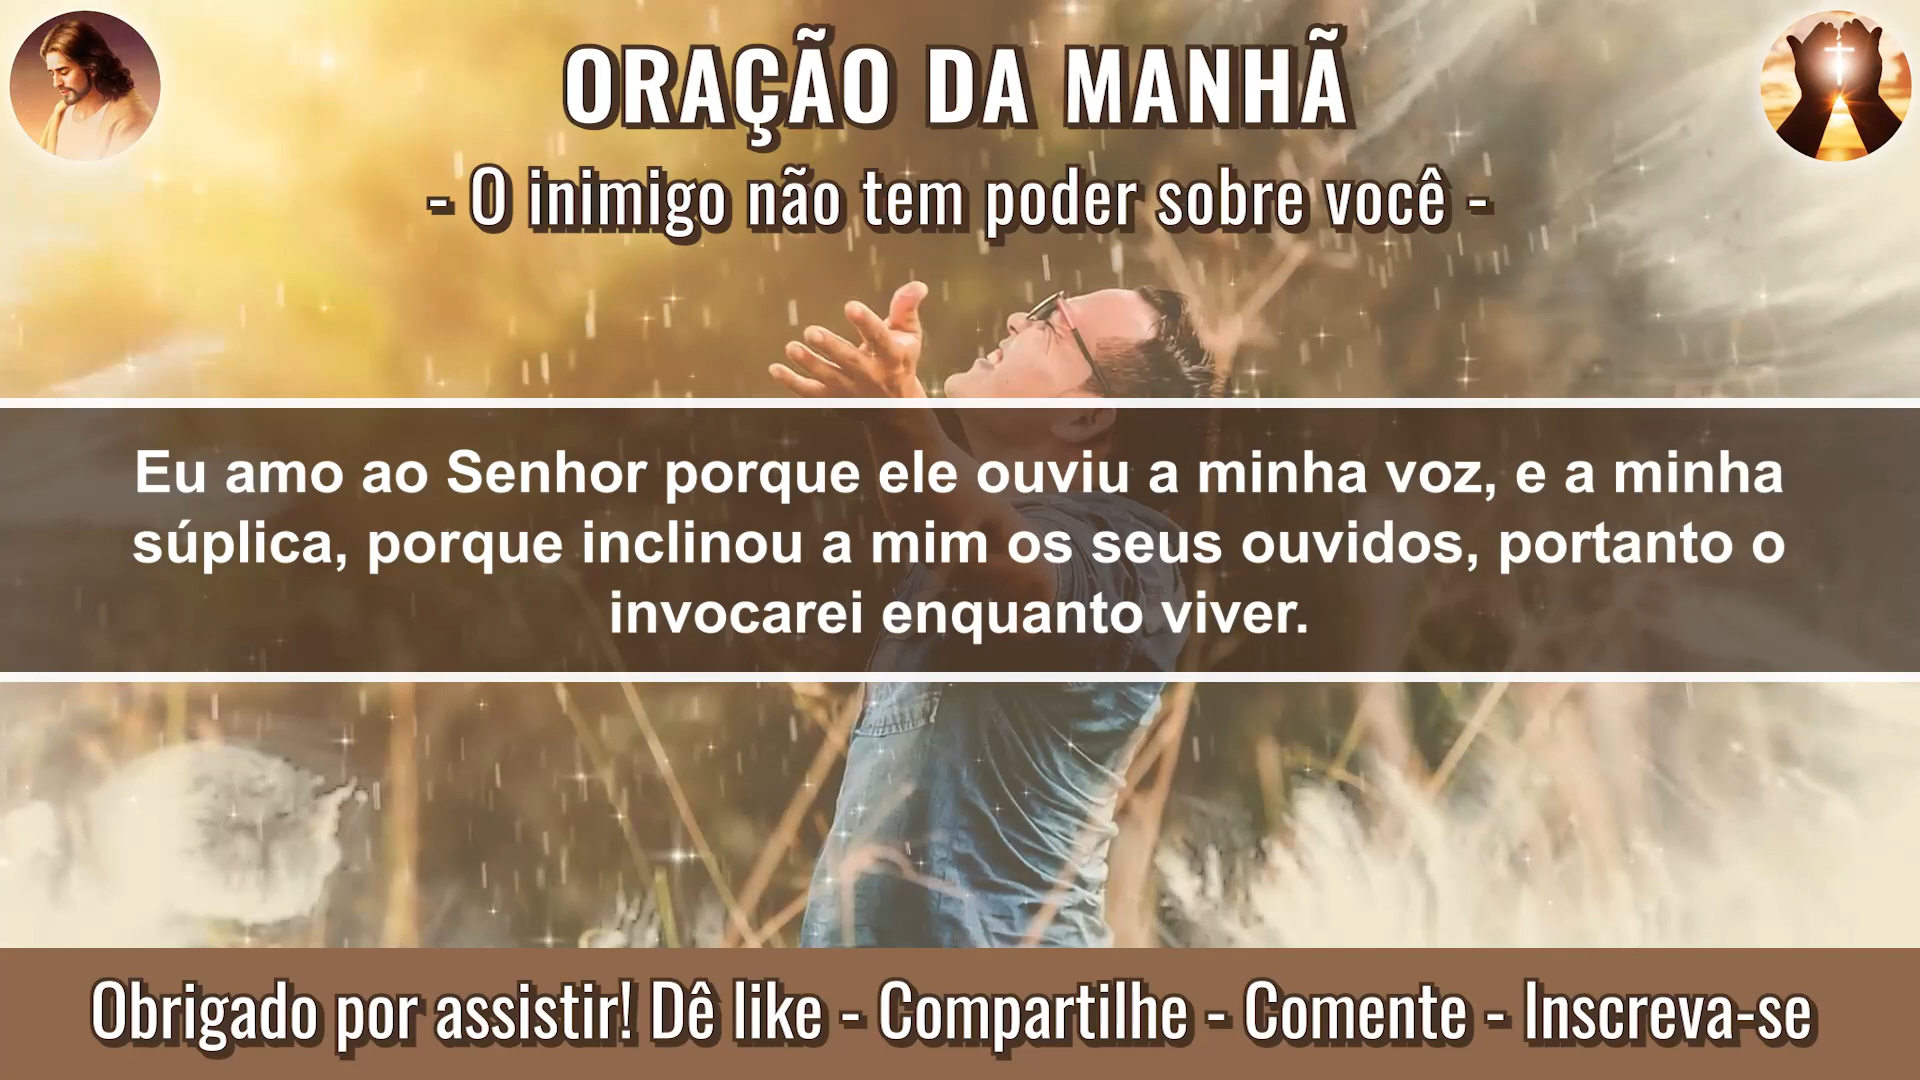 ORAÇÃO DA MANHÃ
- O inimigo não tem poder sobre você -
Eu amo ao Senhor porque ele ouviu a minha voz, e a minha
súplica, porque inclinou a mim os seus ouvidos, portanto o
invocarei enquanto viver.
Obrigado por assistir! Dê like - Compartilhe - Comente - Inscreva-se